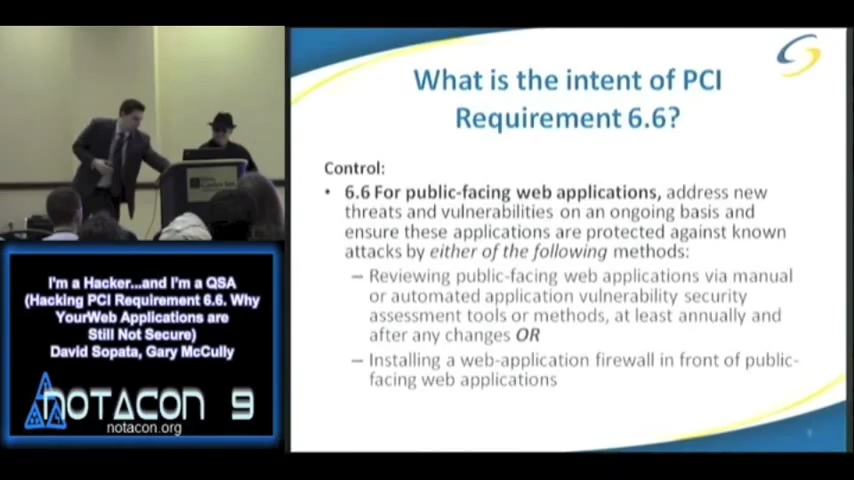 What is the intent of PCI
Requirement 6.6?
Control:
• 6.6 For public-facing web applications, address new
threats and vulnerabilities on an ongoing basis and
ensure these applications are protected against known
attacks by either of the following methods:
– Reviewing public-facing web applications via manual
or automated application vulnerability security
assessment tools or methods, at least annually and
after any changes OR
– Installing a web-application firewall in front of public-
facing web applications
I'm a Hacker...and I'm a QSA
(Hacking PCI Requirement 6.6. Why
YourWeb Applications are
Still Not Secure)
David Sopata, Gary McCully
NOTACON 9
notacon.org